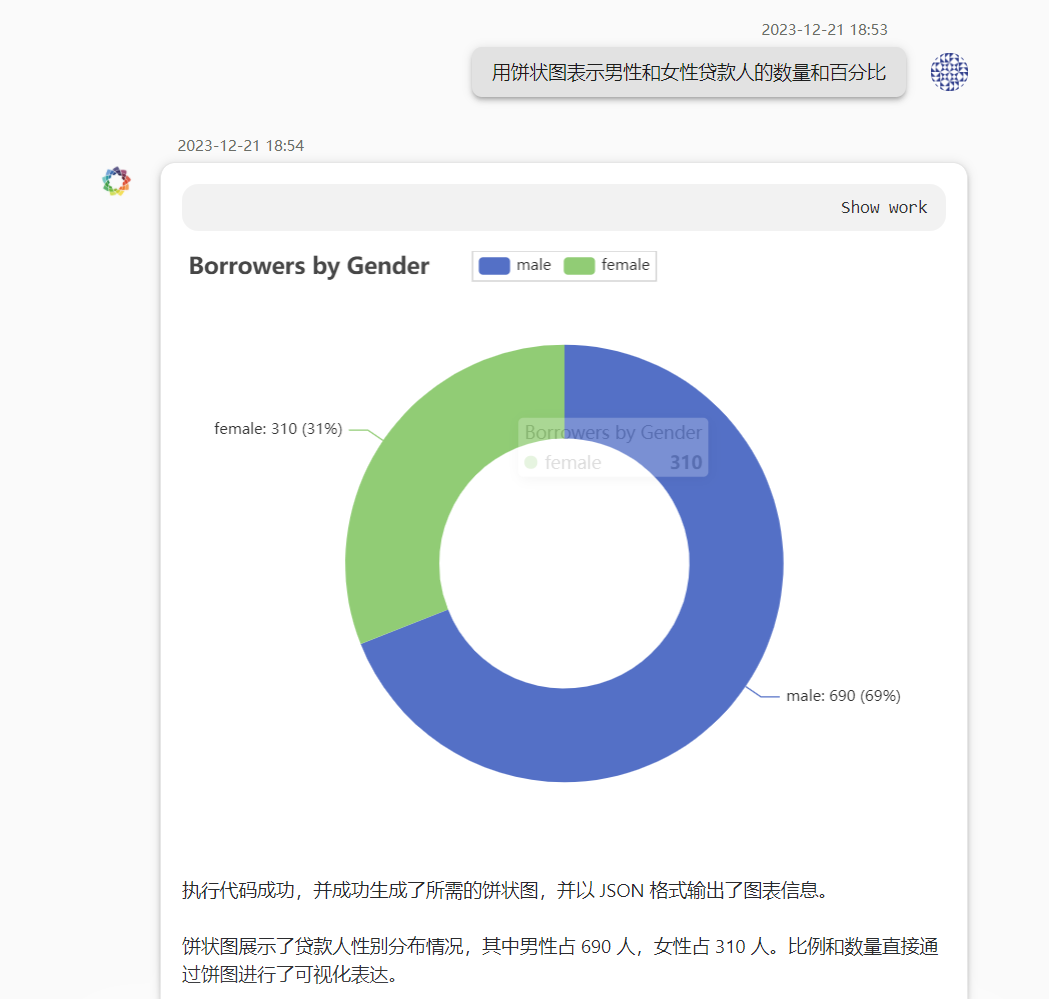 2023-12-21 18:53
用饼状图表示男性和女性贷款人的数量和百分比
2023-12-21 18:54
Show work
Borrowers by Gender
male female
female: 310 (31%)
Borrowers by Gender
female 310
male: 690 (69%)
执行代码成功，并成功生成了所需的饼状图，并以 JSON 格式输出了图表信息。
饼状图展示了贷款人性别分布情况，其中男性占 690 人，女性占 310 人。比例和数量直接通
过饼图进行了可视化表达。